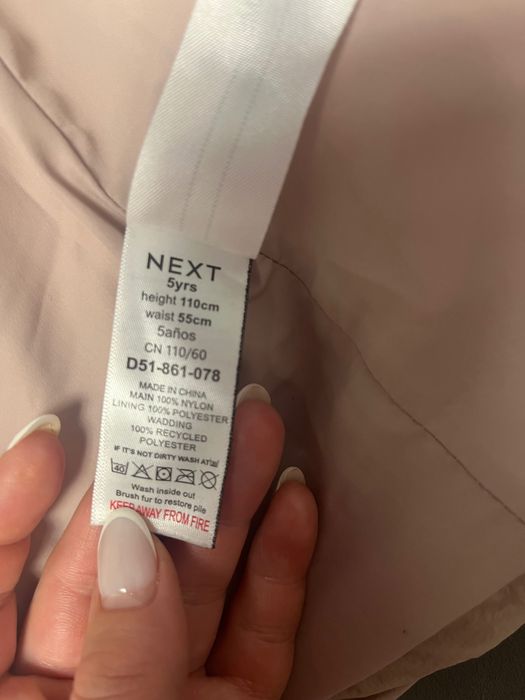 NEXT
5yrs
height 110cm
waist 55cm
5años
CN 110/60
D51-861-078
MADE IN CHINA
MAIN 100% NYLON
LINING 100% POLYESTER
WADDING
100% RECYCLED
POLYESTER
IF IT'S NOT DIRTY WASH AT
40
Wash inside out
Brush fur to restore pile
KEEP AWAY FROM FIRE